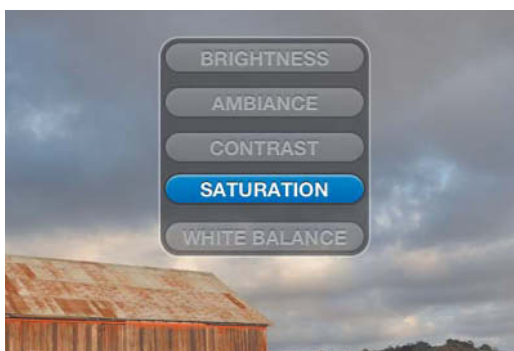 BRIGHTNESS
AMBIANCE
CONTRAST
SATURATION
WHITE BALANCE